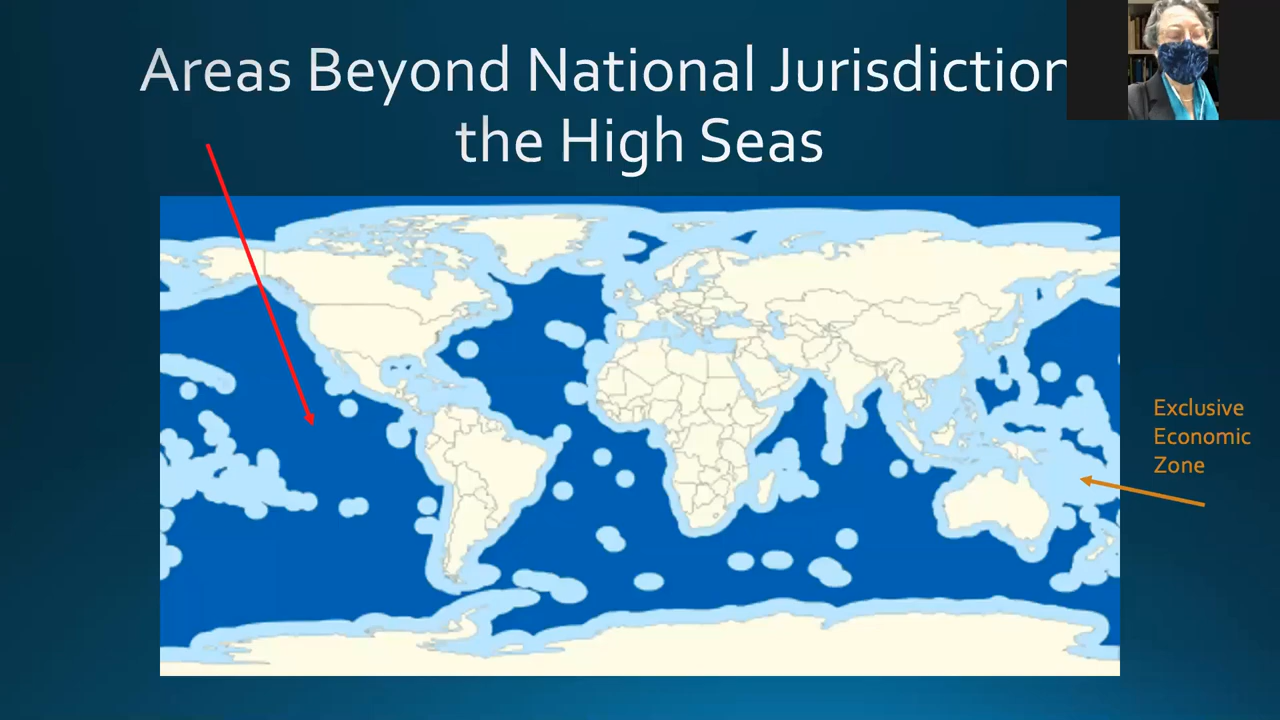 Areas Beyond National Jurisdiction
the High Seas
Exclusive
Economic
Zone